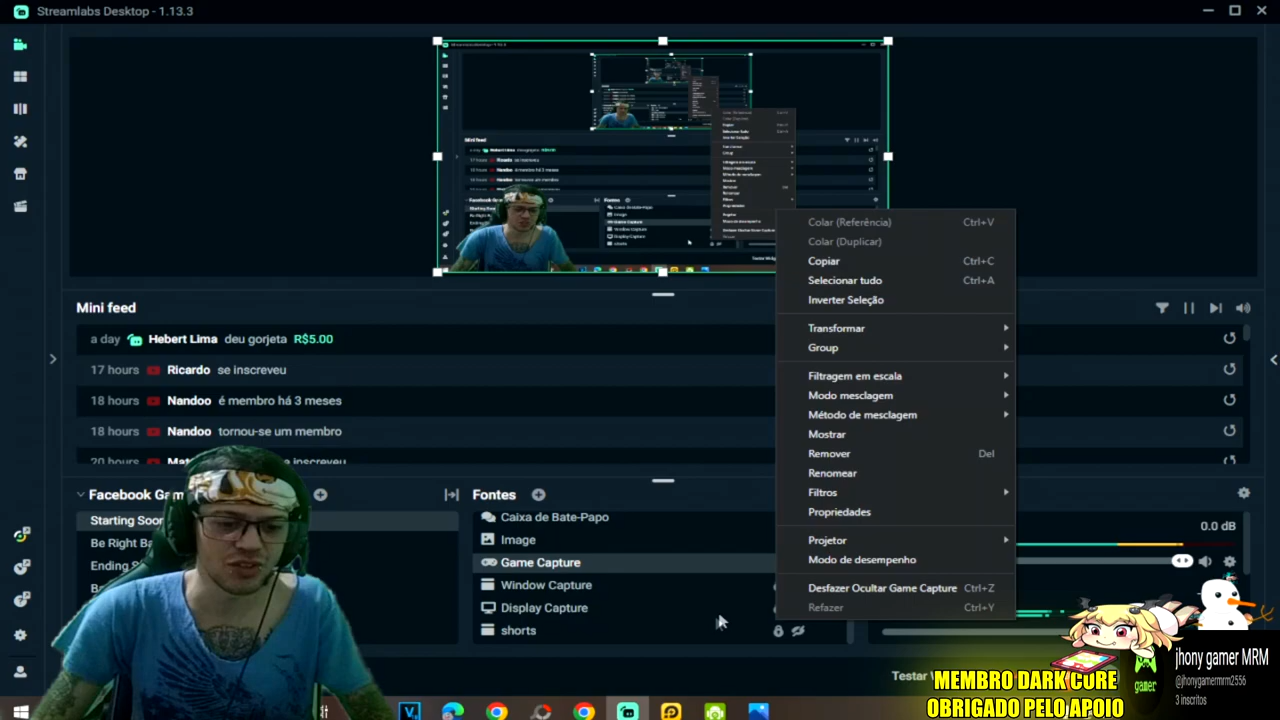 Streamlabs Desktop - 1.13.3
Mini feed
a day Hebert Lima deu gorjeta R$5.00
17 hours Ricardo se inscreveu
18 hours Nandoo é membro há 3 meses
18 hours Nandoo tornou-se um membro
20 hours inscreveu
Facebook Gam
Starting Soon
Be Right Ba
Ending S
Fontes
Caixa de Bate-Papo
Image
Game Capture
Window Capture
Display Capture
shorts
Colar (Referência) Ctrl+V
Colar (Duplicar)
Copiar Ctrl+C
Selecionar tudo Ctrl+A
Inverter Seleção
Transformar
Group
Filtragem em escala
Modo mesclagem
Método de mesclagem
Mostrar
Remover Del
Renomear
Filtros
Propriedades
Projetor
Modo de desempenho
Desfazer Ocultar Game Capture Ctrl+Z
Refazer Ctrl+Y
0.0 dB
Testar
MEMBRO DARK CORE
OBRIGADO PELO APOIO
gamer
jhony gamer MRM
@jhonygamermrm2556
3 inscritos